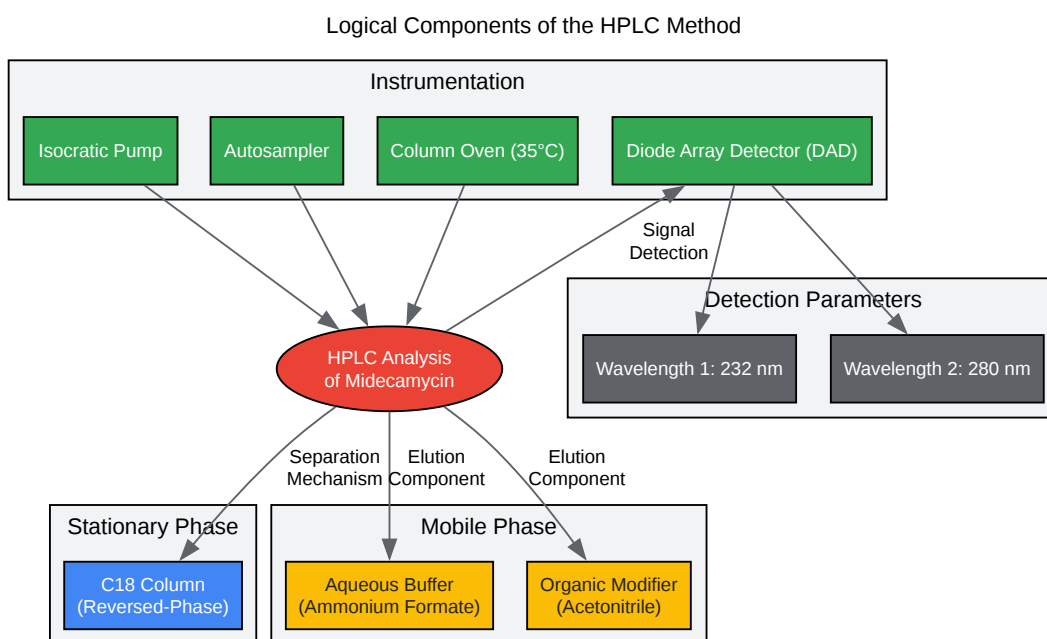 Logical Components of the HPLC Method
Instrumentation
Isocratic Pump
Autosampler
Column Oven (35°C)
Diode Array Detector (DAD)
Signal
Detection
Detection Parameters
Wavelength 1: 232 nm
Wavelength 2: 280 nm
HPLC Analysis
of Midecamycin
Separation
Mechanism
Elution
Component
Elution
Component
Stationary Phase
C18 Column
(Reversed-Phase)
Mobile Phase
Aqueous Buffer
(Ammonium Formate)
Organic Modifier
(Acetonitrile)